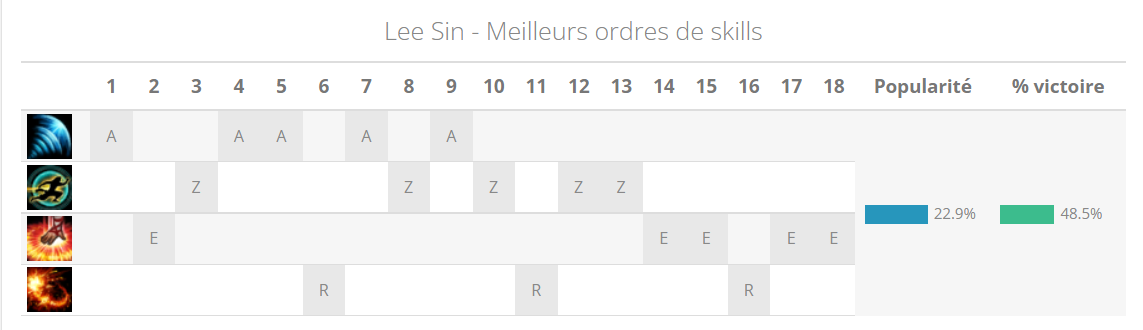 Lee Sin - Meilleurs ordres de skills
1 2 3 4 5 6 7 8 9 10 11 12 13 14 15 16 17 18 Popularité % victoire
A A A A A
Z Z Z Z Z
22.9% 48.5%
E E E E E
R R R